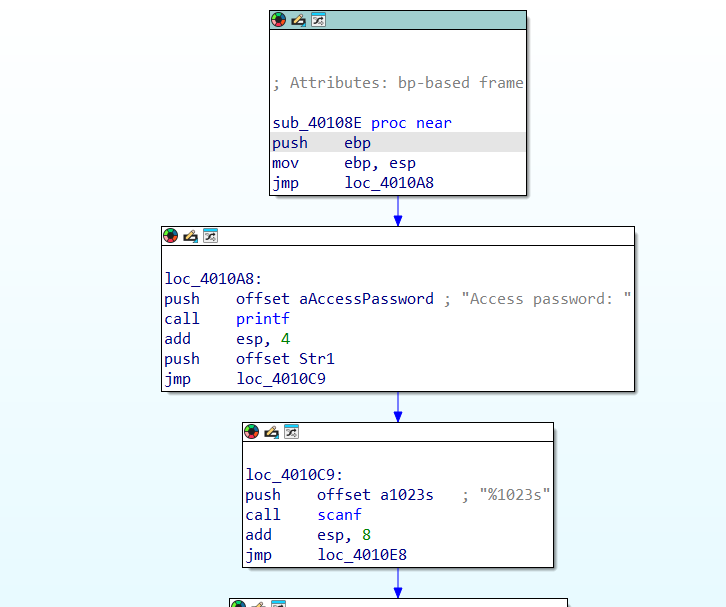 ; Attributes: bp-based frame
sub_40108E proc near
push ebp
mov ebp, esp
jmp loc_4010A8
loc_4010A8:
push offset aAccessPassword ; "Access password: "
call printf
add esp, 4
push offset Str1
jmp loc_4010C9
loc_4010C9:
push offset a1023s ; "%1023s"
call scanf
add esp, 8
jmp loc_4010E8